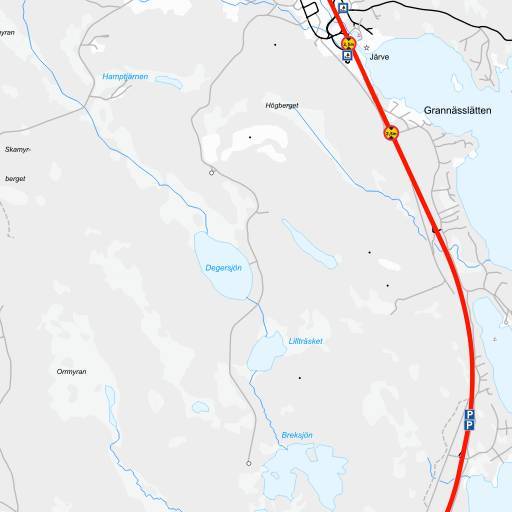 Järve
Hamptjärnen
Högberget
Grannässlätten
Skamyr-
berget
Degersjön
Lillträsket
Ormyran
Breksjön
P
P